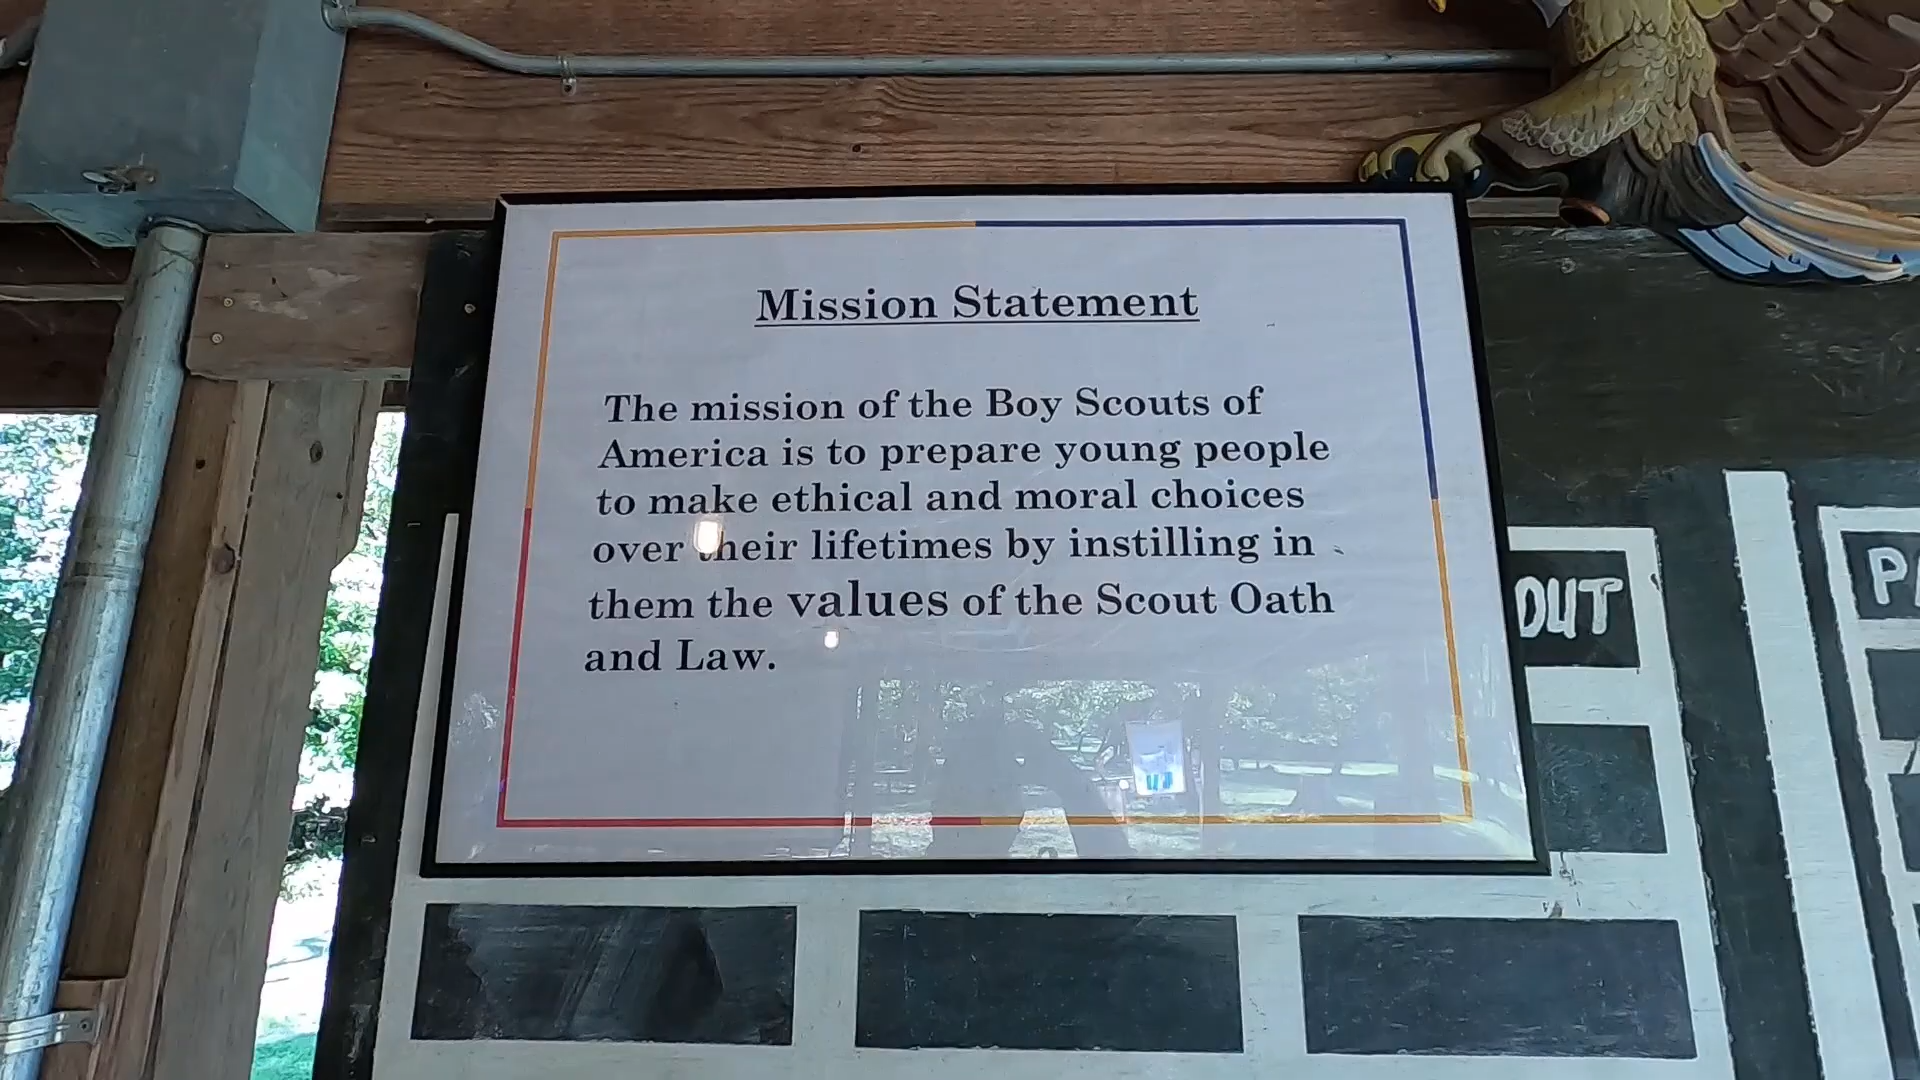 Mission Statement
The mission of the Boy Scouts of
America is to prepare young people
to make ethical and moral choices
over their lifetimes by instilling in
them the values of the Scout Oath
and Law.
OUT